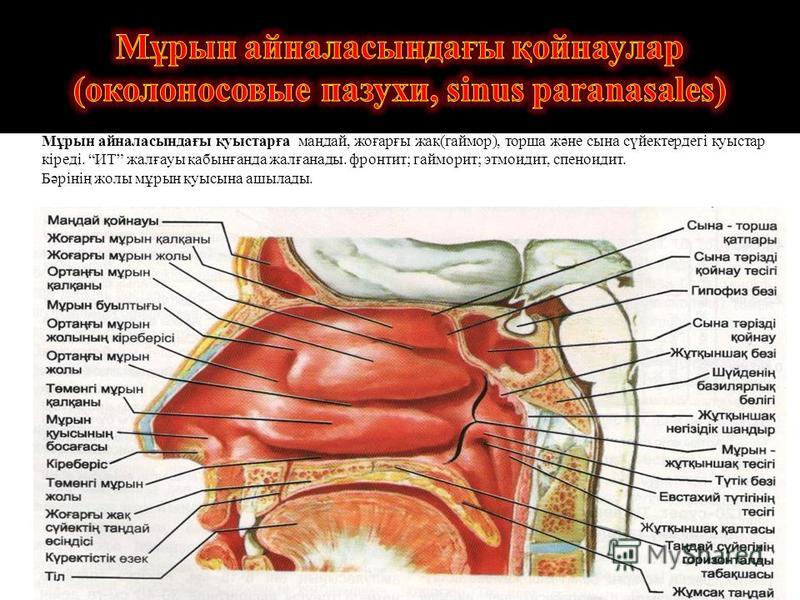 Мұрын айналасындағы қойнаулар
(околоносовые пазухи, sinus paranasales)
Мұрын айналасындағы қуыстарға маңдай, жоғарғы жақ(гаймор), торша және сына сүйектердегі қуыстар
кіреді. “ИТ” жалғауы қабынғанда жалғанады. фронтит; гайморит; этмоидит, спеноидит.
Бәрінің жолы мұрын қуысына ашылады.
Маңдай қойнауы
Жоғарғы мұрын қалқаны
Жоғарғы мұрын жолы
Ортаңғы мұрын
қалқаны
Мұрын буылтығы
Ортаңғы мұрын
жолының кіреберісі
Ортаңғы мұрын
жолы
Төменгі мұрын
қалқаны
Мұрын
қуысының
босағасы
Кіреберіс
Төменгі мұрын
жолы
Жоғарғы жақ
сүйектің таңдай
өсіндісі
Күректістік өзек
Тіл
Сына - торша
қатпары
Сына тәрізді
қойнау тесігі
Гипофиз безі
Сына тәрізді
қойнау
Жұтқыншақ безі
Шүйденің
базилярлық
бөлігі
Жұтқыншақ
негізідік шандыр
Мұрын -
жұтқыншақ тесігі
Түтік безі
Евстахий түтігінің
тесігі
Жұтқыншақ қалтасы
Таңдай сүйегінің
горизонталды
табақшасы
Жұмсақ таңдай
MyShared